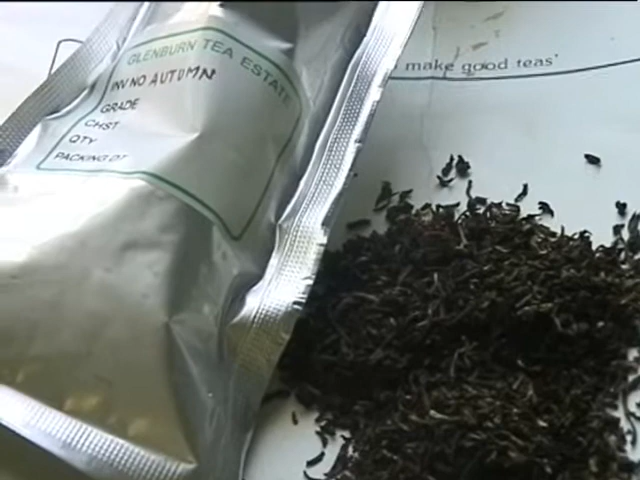 GLENBURN TEA ESTATE
INV NO AUTUMN
GRADE
CHST
QTY
PACKING DT
make good teas'